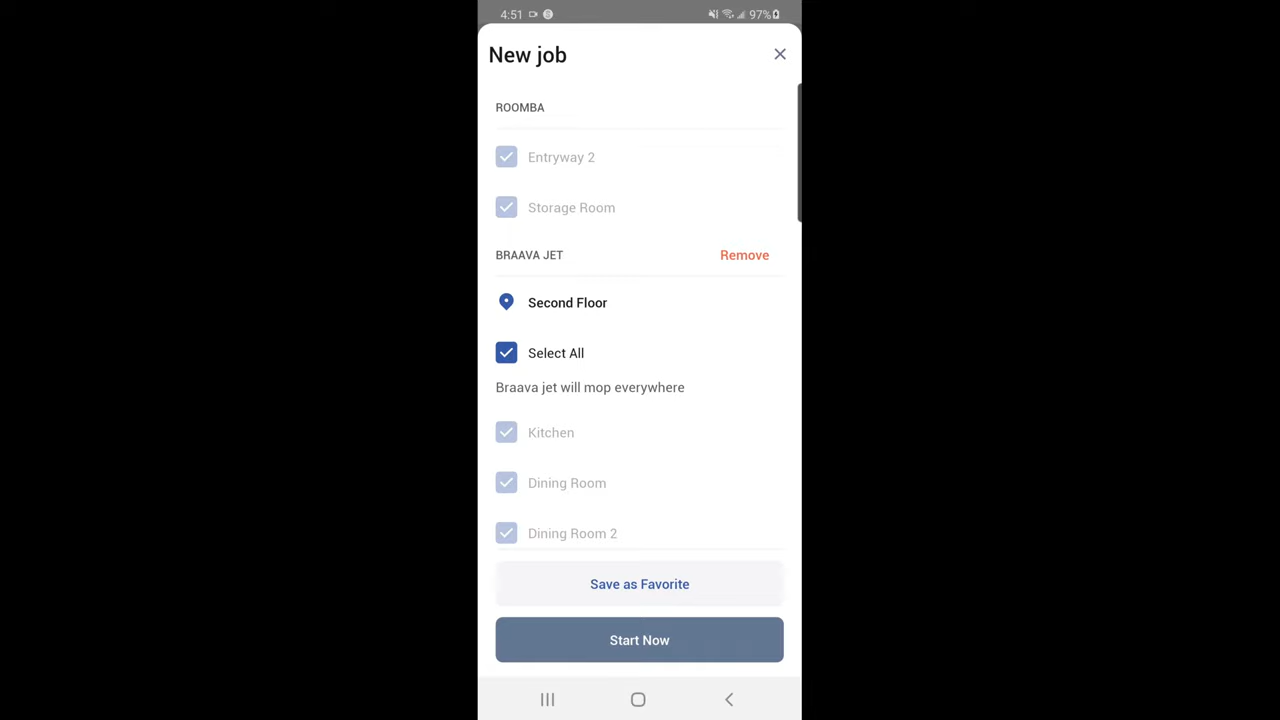 4:51 97%
New job
ROOMBA
Entryway 2
Storage Room
BRAAVA JET Remove
Second Floor
Select All
Braava jet will mop everywhere
Kitchen
Dining Room
Dining Room 2
Save as Favorite
Start Now